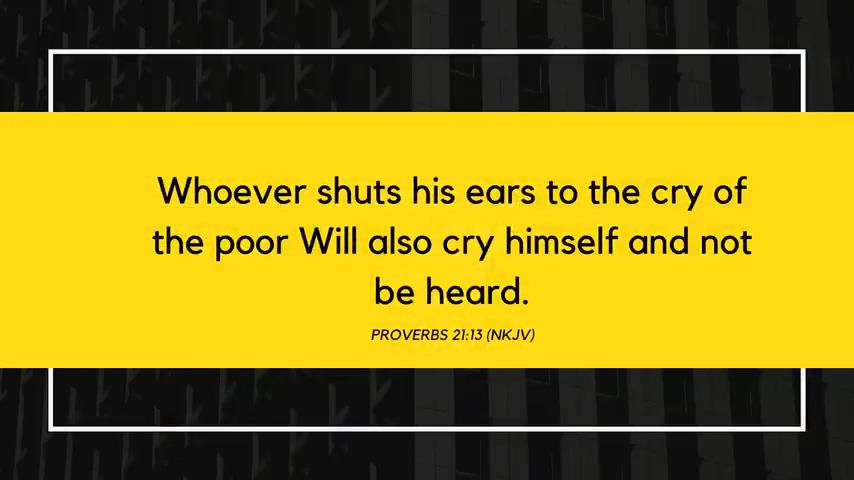 Whoever shuts his ears to the cry of
the poor Will also cry himself and not
be heard.
PROVERBS 21:13 (NKJV)